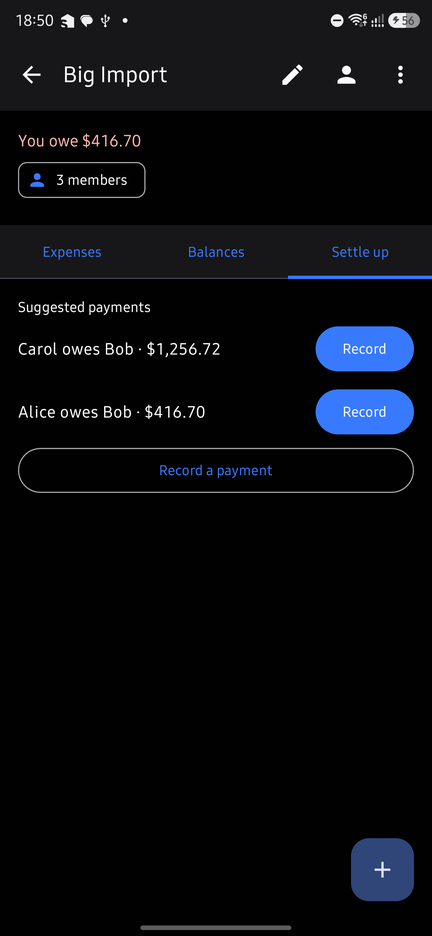 18:50
56
Big Import
You owe $416.70
3 members
Expenses Balances Settle up
Suggested payments
Carol owes Bob · $1,256.72 Record
Alice owes Bob · $416.70 Record
Record a payment